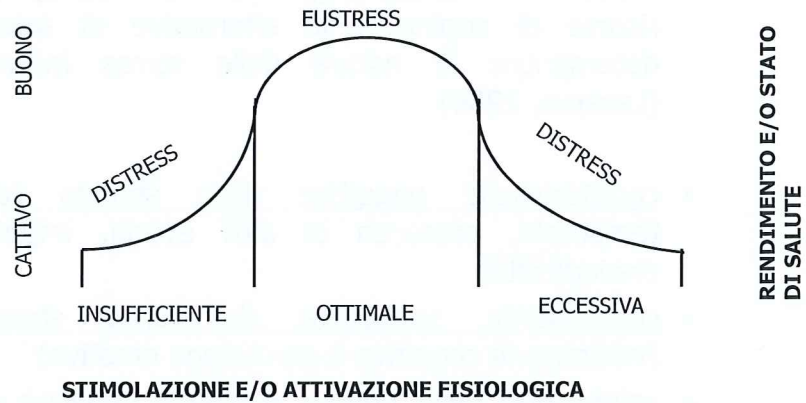 EUSTRESS
BUONO
CATTIVO
DISTRESS
DISTRESS
INSUFFICIENTE
OTTIMALE
ECCESSIVA
RENDIMENTO E/O STATO
DI SALUTE
STIMOLAZIONE E/O ATTIVAZIONE FISIOLOGICA